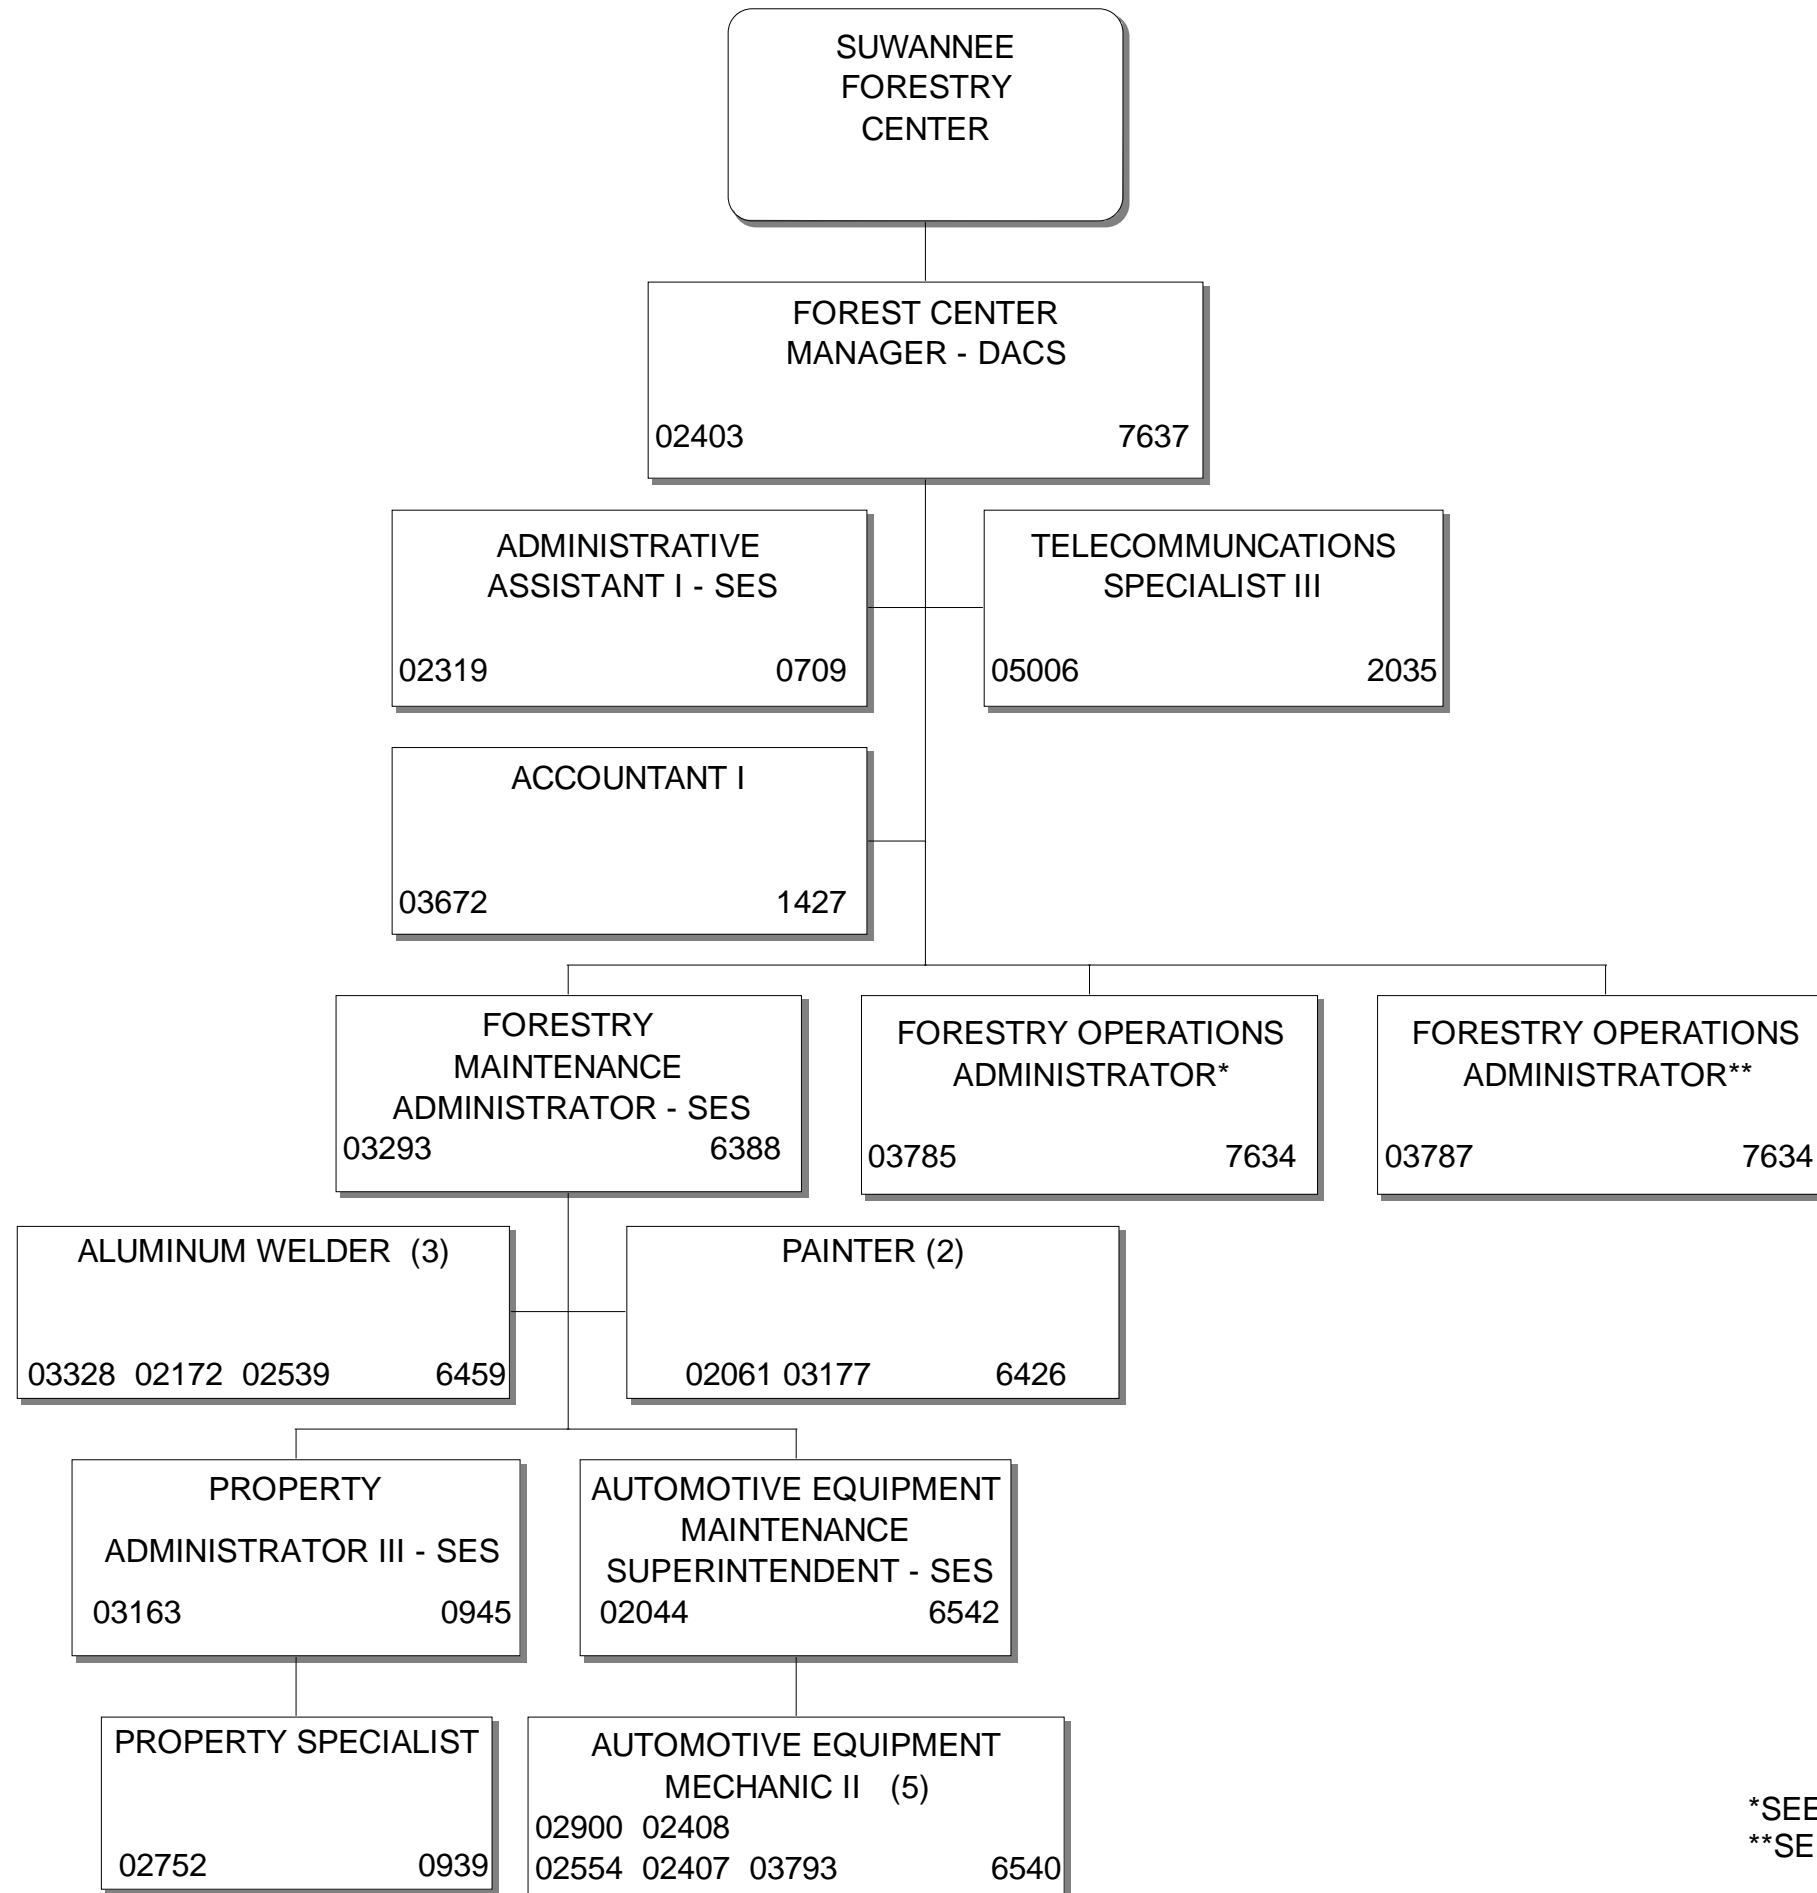 SUWANNEE
FORESTRY
CENTER
FOREST CENTER
MANAGER - DACS
02403 7637
ADMINISTRATIVE
ASSISTANT I - SES
02319 0709
TELECOMMUNCATIONS
SPECIALIST III
05006 2035
ACCOUNTANT I
03672 1427
FORESTRY
MAINTENANCE
ADMINISTRATOR - SES
03293 6388
FORESTRY OPERATIONS
ADMINISTRATOR*
03785 7634
FORESTRY OPERATIONS
ADMINISTRATOR**
03787 7634
ALUMINUM WELDER (3)
03328 02172 02539 6459
PAINTER (2)
02061 03177 6426
PROPERTY
ADMINISTRATOR III - SES
03163 0945
AUTOMOTIVE EQUIPMENT
MAINTENANCE
SUPERINTENDENT - SES
02044 6542
PROPERTY SPECIALIST
02752 0939
AUTOMOTIVE EQUIPMENT
MECHANIC II (5)
02900 02408
02554 02407 03793 6540
*SEE
**SE